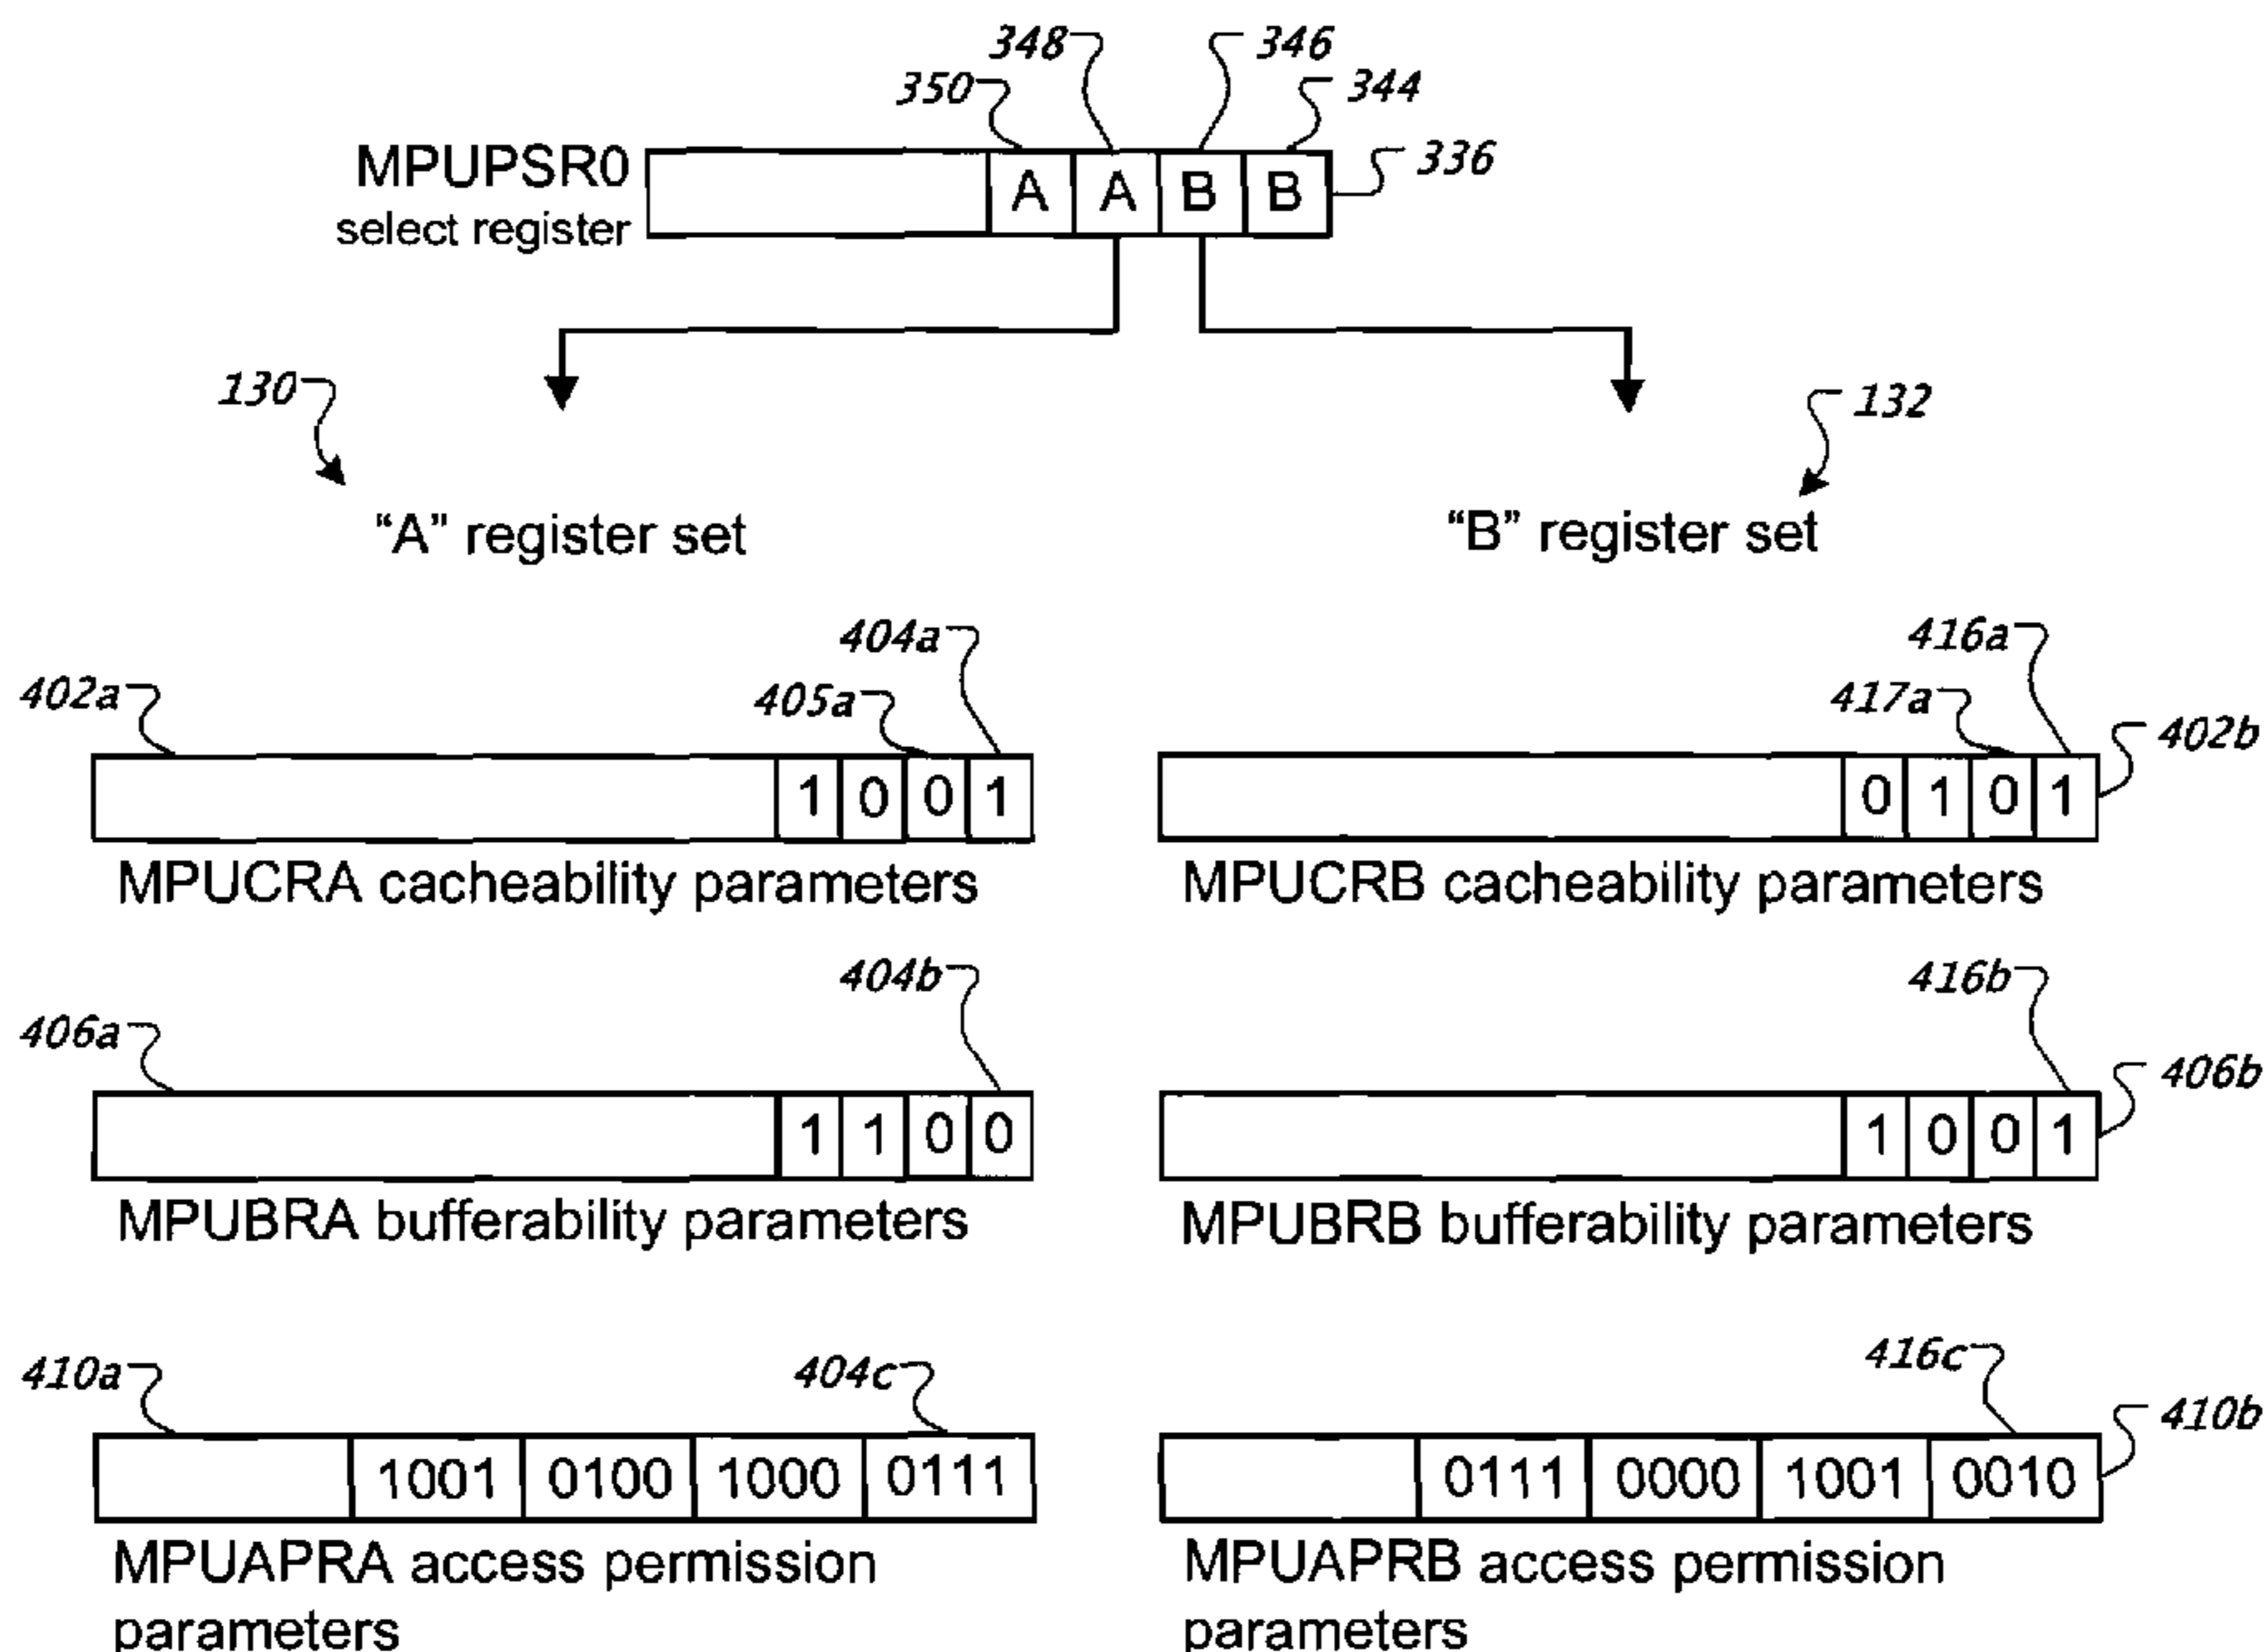 348 346
350 344
MPUPSR0 A A B B 336
select register
130 132
“A” register set “B” register set
404a 416a
402a 405a 417a 402b
1 0 0 1 0 1 0 1
MPUCRA cacheability parameters MPUCRB cacheability parameters
404b 416b
406a 406b
1 1 0 0 1 0 0 1
MPUBRA bufferability parameters MPUBRB bufferability parameters
410a 404c 416c 410b
1001 0100 1000 0111 0111 0000 1001 0010
MPUAPRA access permission MPUAPRB access permission
parameters parameters